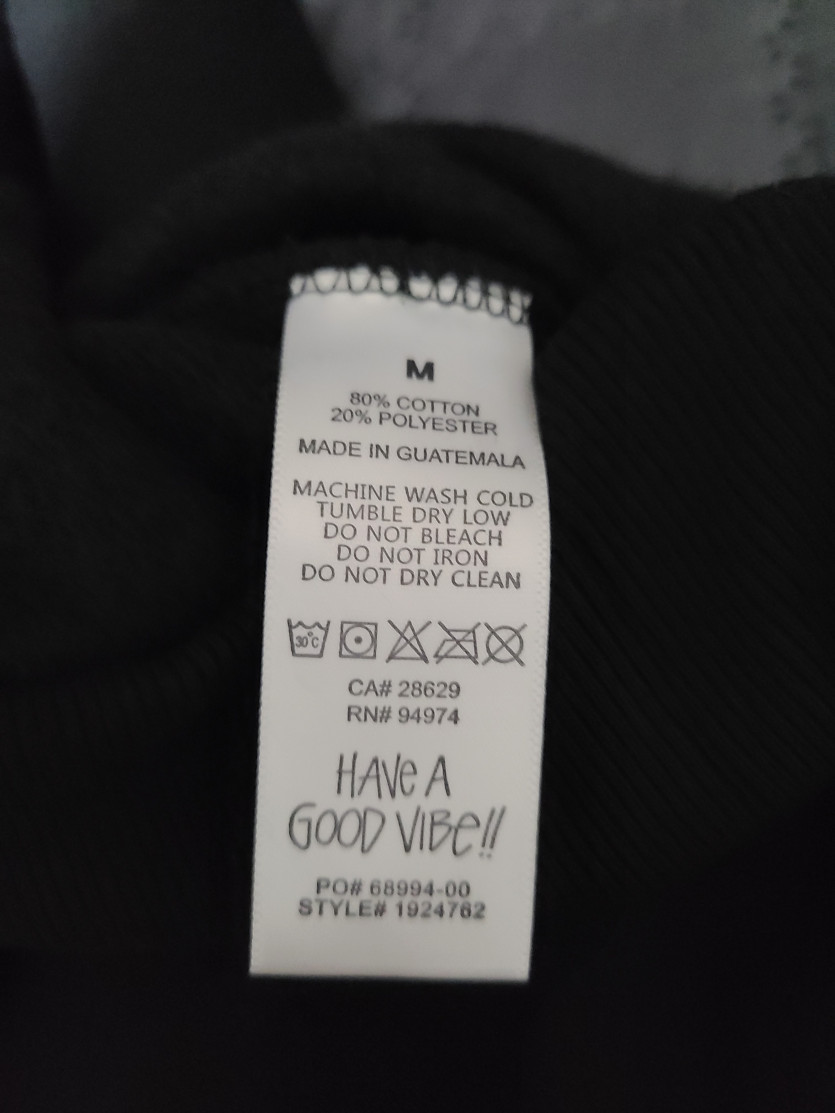 M
80% COTTON
20% POLYESTER
MADE IN GUATEMALA
MACHINE WASH COLD
TUMBLE DRY LOW
DO NOT BLEACH
DO NOT IRON
DO NOT DRY CLEAN
30°C
CA# 28629
RN# 94974
HAVe A
GOOD VIBe!!
PO# 68994-00
STYLE# 1924762